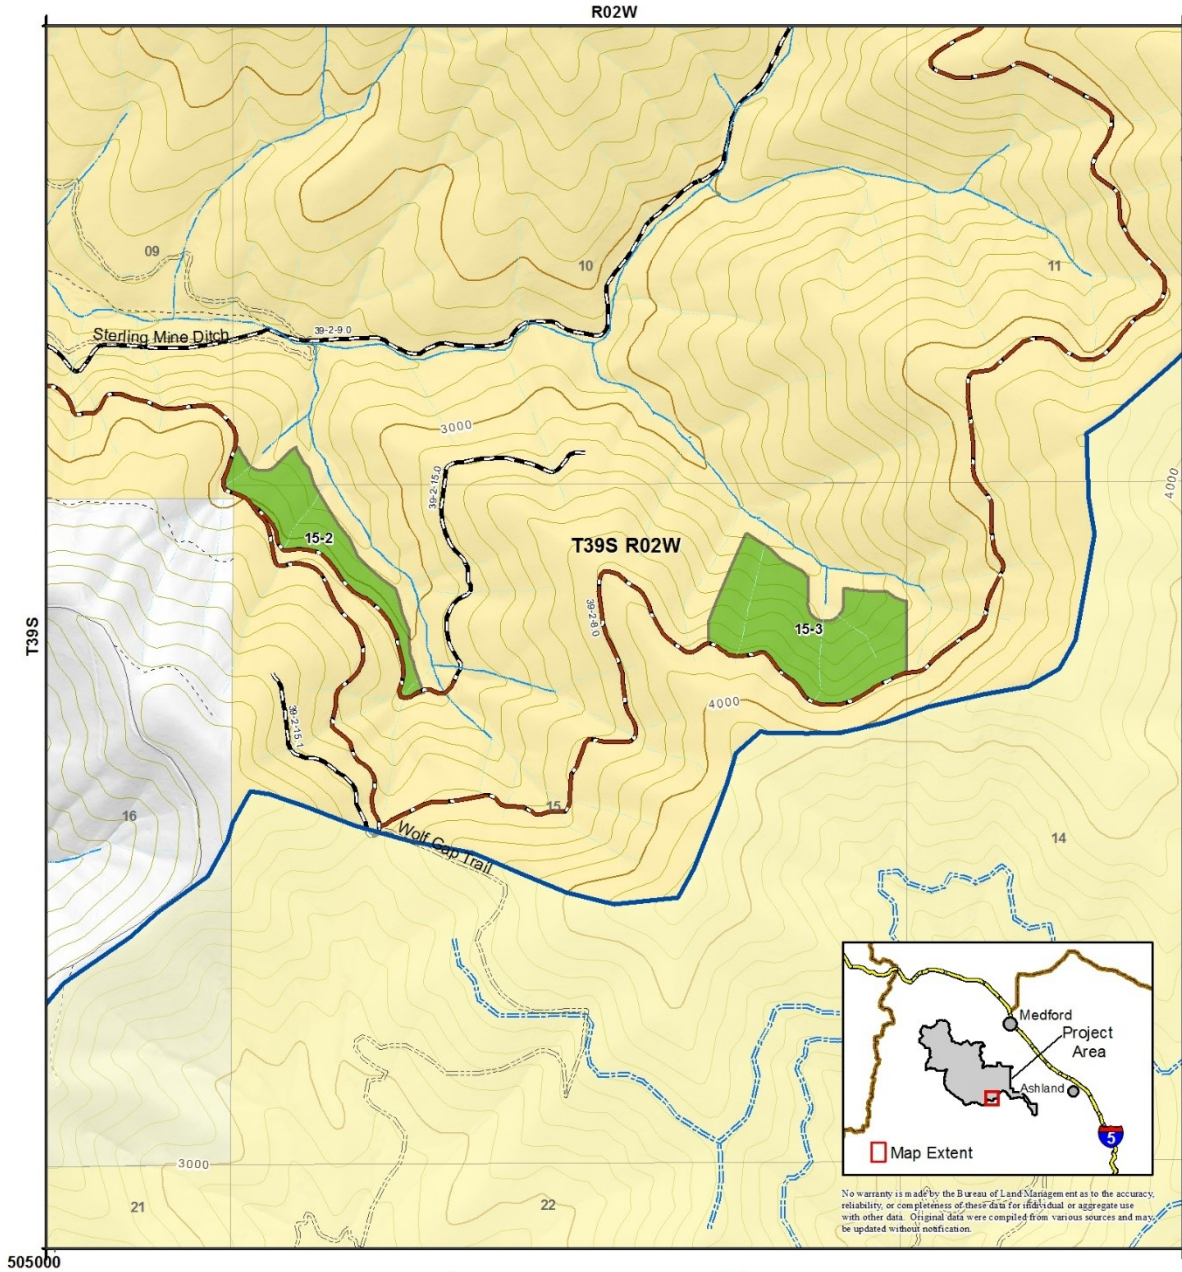 R02W
09
10
11
Sterling Mine Ditch
39-2-9.0
3000
39-2-15.0
4000
15-2
T39S R02W
39-2-8.0
15-3
T39S
4000
39-2-15.1
16
15
14
Wolf Gap Trail
Medford
Project
Area
Ashland
5
Map Extent
3000
21
22
No warranty is made by the Bureau of Land Management as to the accuracy,
reliability, or completeness of these data for individual or aggregate use
with other data. Original data were compiled from various sources and may
be updated without notification.
505000